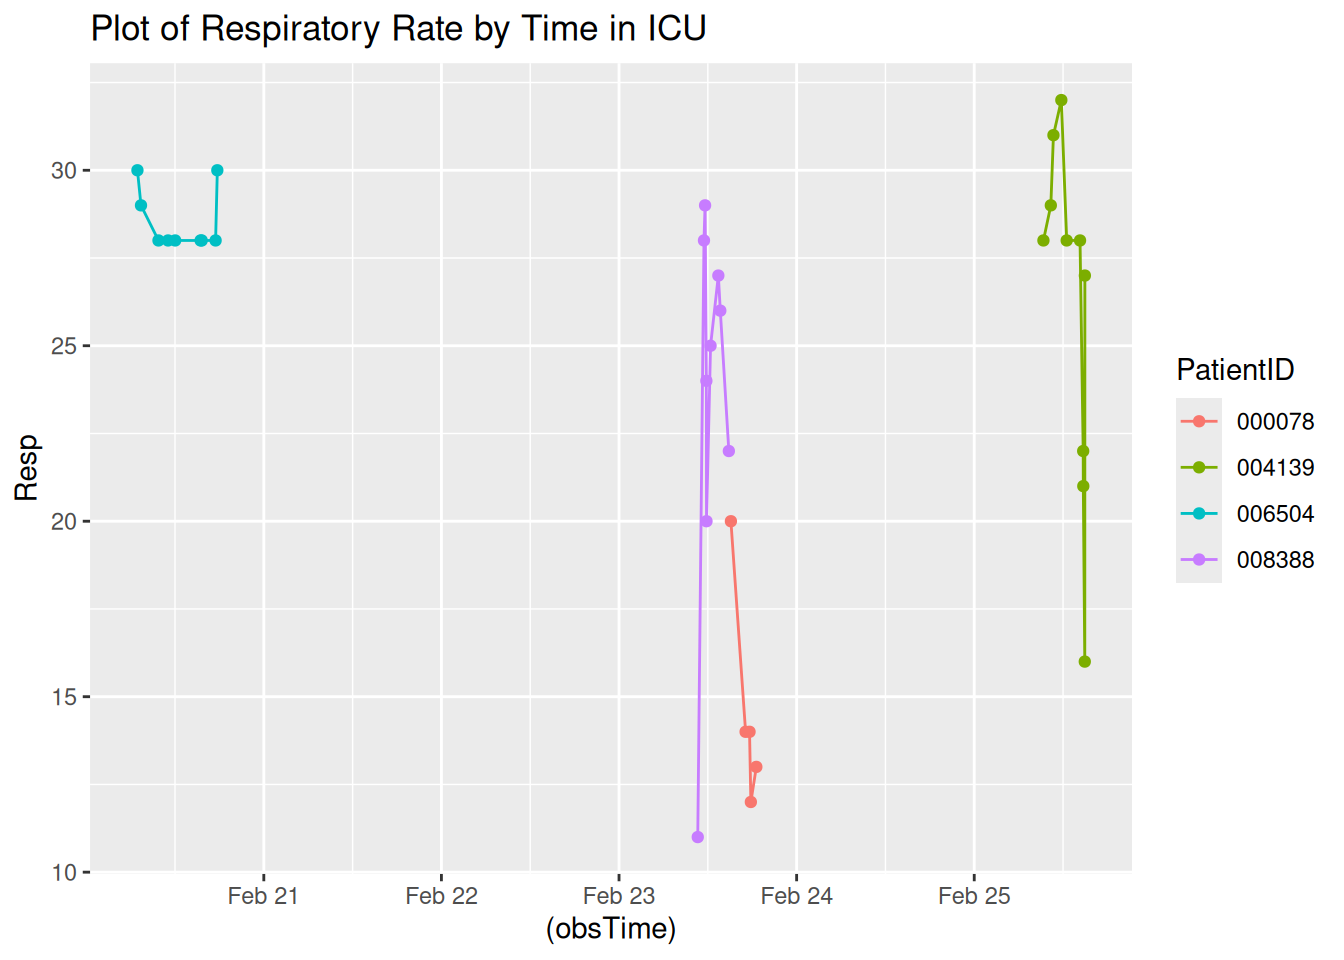 Plot of Respiratory Rate by Time in ICU
30
25
20
15
10
Resp
Feb 21
Feb 22
Feb 23
Feb 24
Feb 25
(obsTime)
PatientID
000078
004139
006504
008388